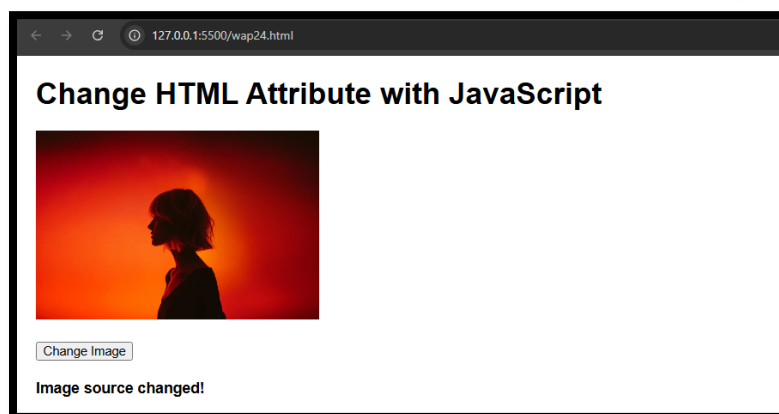 127.0.0.1:5500/wap24.html
Change HTML Attribute with JavaScript
Change Image
Image source changed!